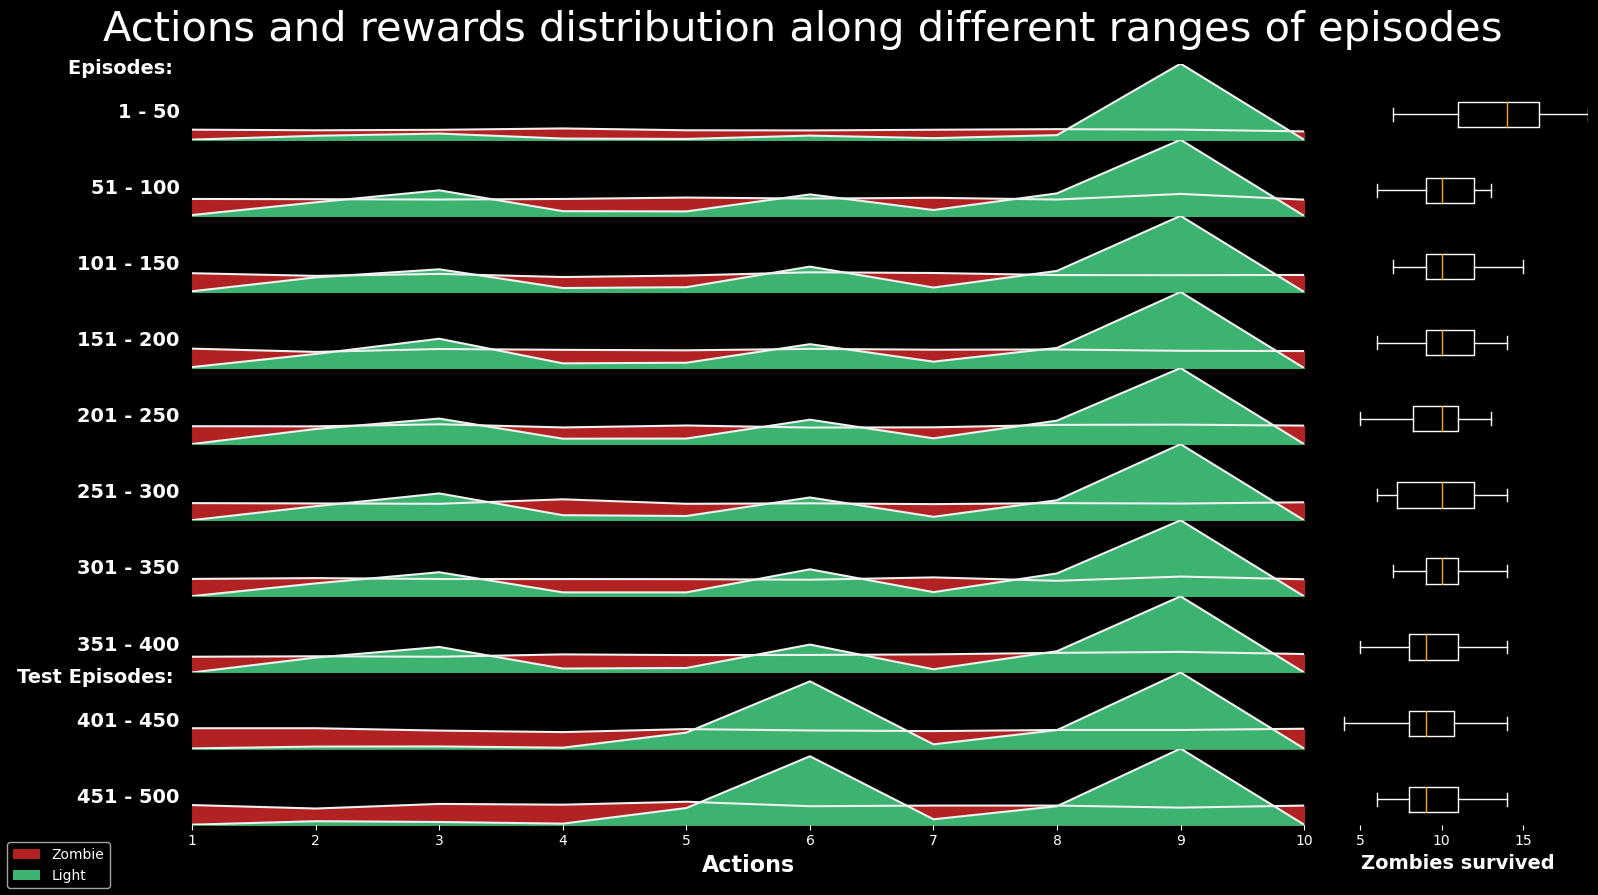 Actions and rewards distribution along different ranges of episodes
Episodes:
1 - 50
51 - 100
101 - 150
151 - 200
201 - 250
251 - 300
301 - 350
351 - 400
Test Episodes:
401 - 450
451 - 500
1 2 3 4 5 6 7 8 9 10 5 10 15
Actions
Zombies survived
Zombie
Light